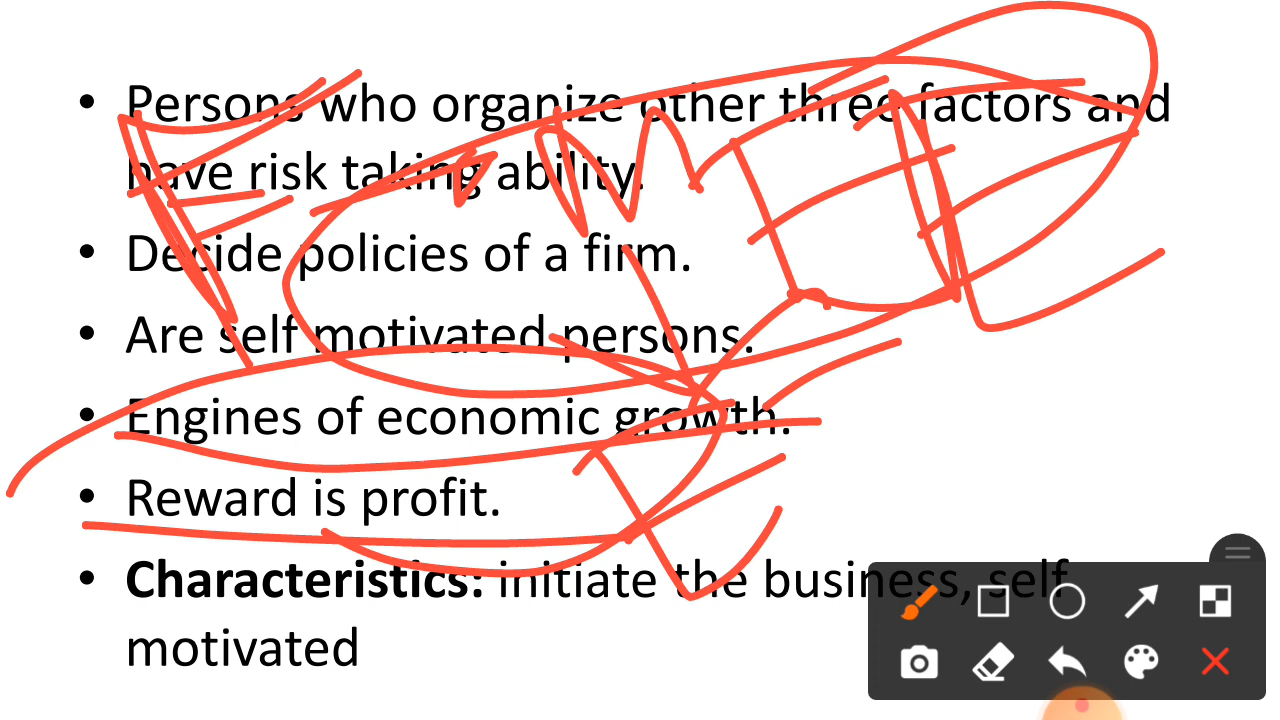 • Persons who organize other three factors and
have risk taking ability.
• Decide policies of a firm.
• Are self motivated persons.
• Engines of economic growth.
• Reward is profit.
• Characteristics: initiate the business, self
motivated